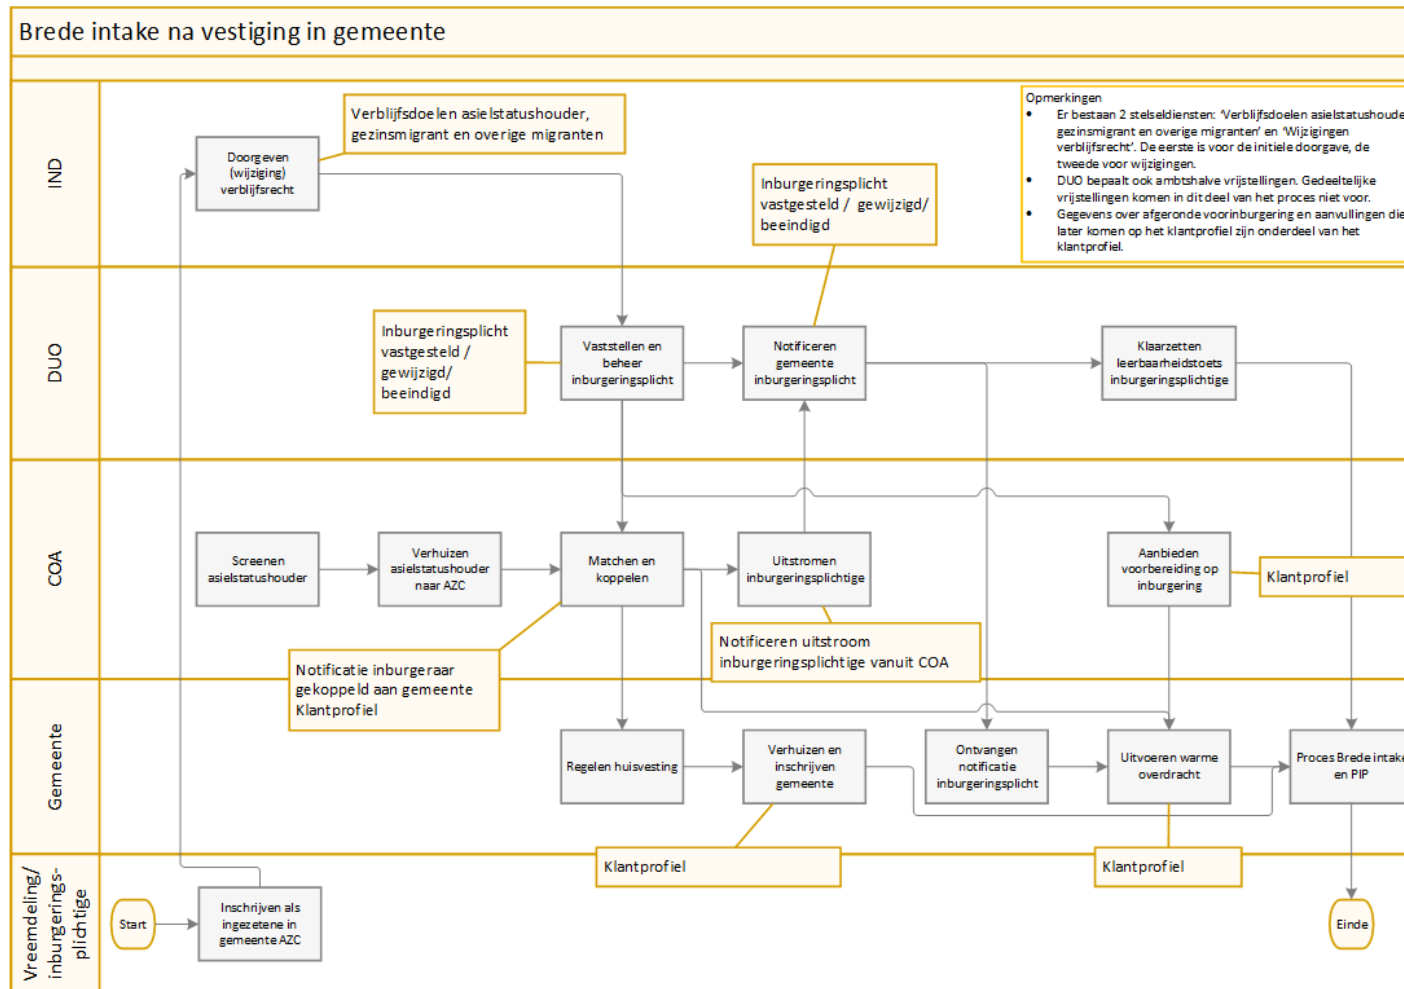 Brede intake na vestiging in gemeente
IND
Verblijfsdoelen asielstatushouder,
gezinsmigrant en overige migranten
Doorgeven
(wijziging)
verblijfsrecht
Inburgeringsplicht
vastgesteld / gewijzigd/
beeindigd
Opmerkingen
• Er bestaan 2 stelseldiensten: ‘Verblijfsdoelen asielstatushoude
gezinsmigrant en overige migranten’ en ‘Wijzigingen
verblijfsrecht’. De eerste is voor de initiele doorgave, de
tweede voor wijzigingen.
• DUO bepaalt ook ambtshalve vrijstellingen. Gedeeltelijke
vrijstellingen komen in dit deel van het proces niet voor.
• Gegevens over afgeronde voorinburgering en aanvullingen die
later komen op het klantprofiel zijn onderdeel van het
klantprofiel.
DUO
Inburgeringsplicht
vastgesteld /
gewijzigd/
beeindigd
Vaststellen en
beheer
inburgeringsplicht
Notificeren
gemeente
inburgeringsplicht
Klaarzetten
leerbaarheidstoets
inburgeringsplichtige
COA
Screenen
asielstatushouder
Verhuizen
asielstatushouder
naar AZC
Matchen en
koppelen
Uitstromen
inburgeringsplichtige
Aanbieden
voorbereiding op
inburgering
Klantprofiel
Notificeren uitstroom
inburgeringsplichtige vanuit COA
Notificatie inburgeraar
gekoppeld aan gemeente
Klantprofiel
Gemeente
Regelen huisvesting
Verhuizen en
inschrijven
gemeente
Ontvangen
notificatie
inburgeringsplicht
Uitvoeren warme
overdracht
Proces Brede intake
en PIP
Klantprofiel
Klantprofiel
Vreemdeling/
inburgerings-
plichtige
Start
Inschrijven als
ingezetene in
gemeente AZC
Einde